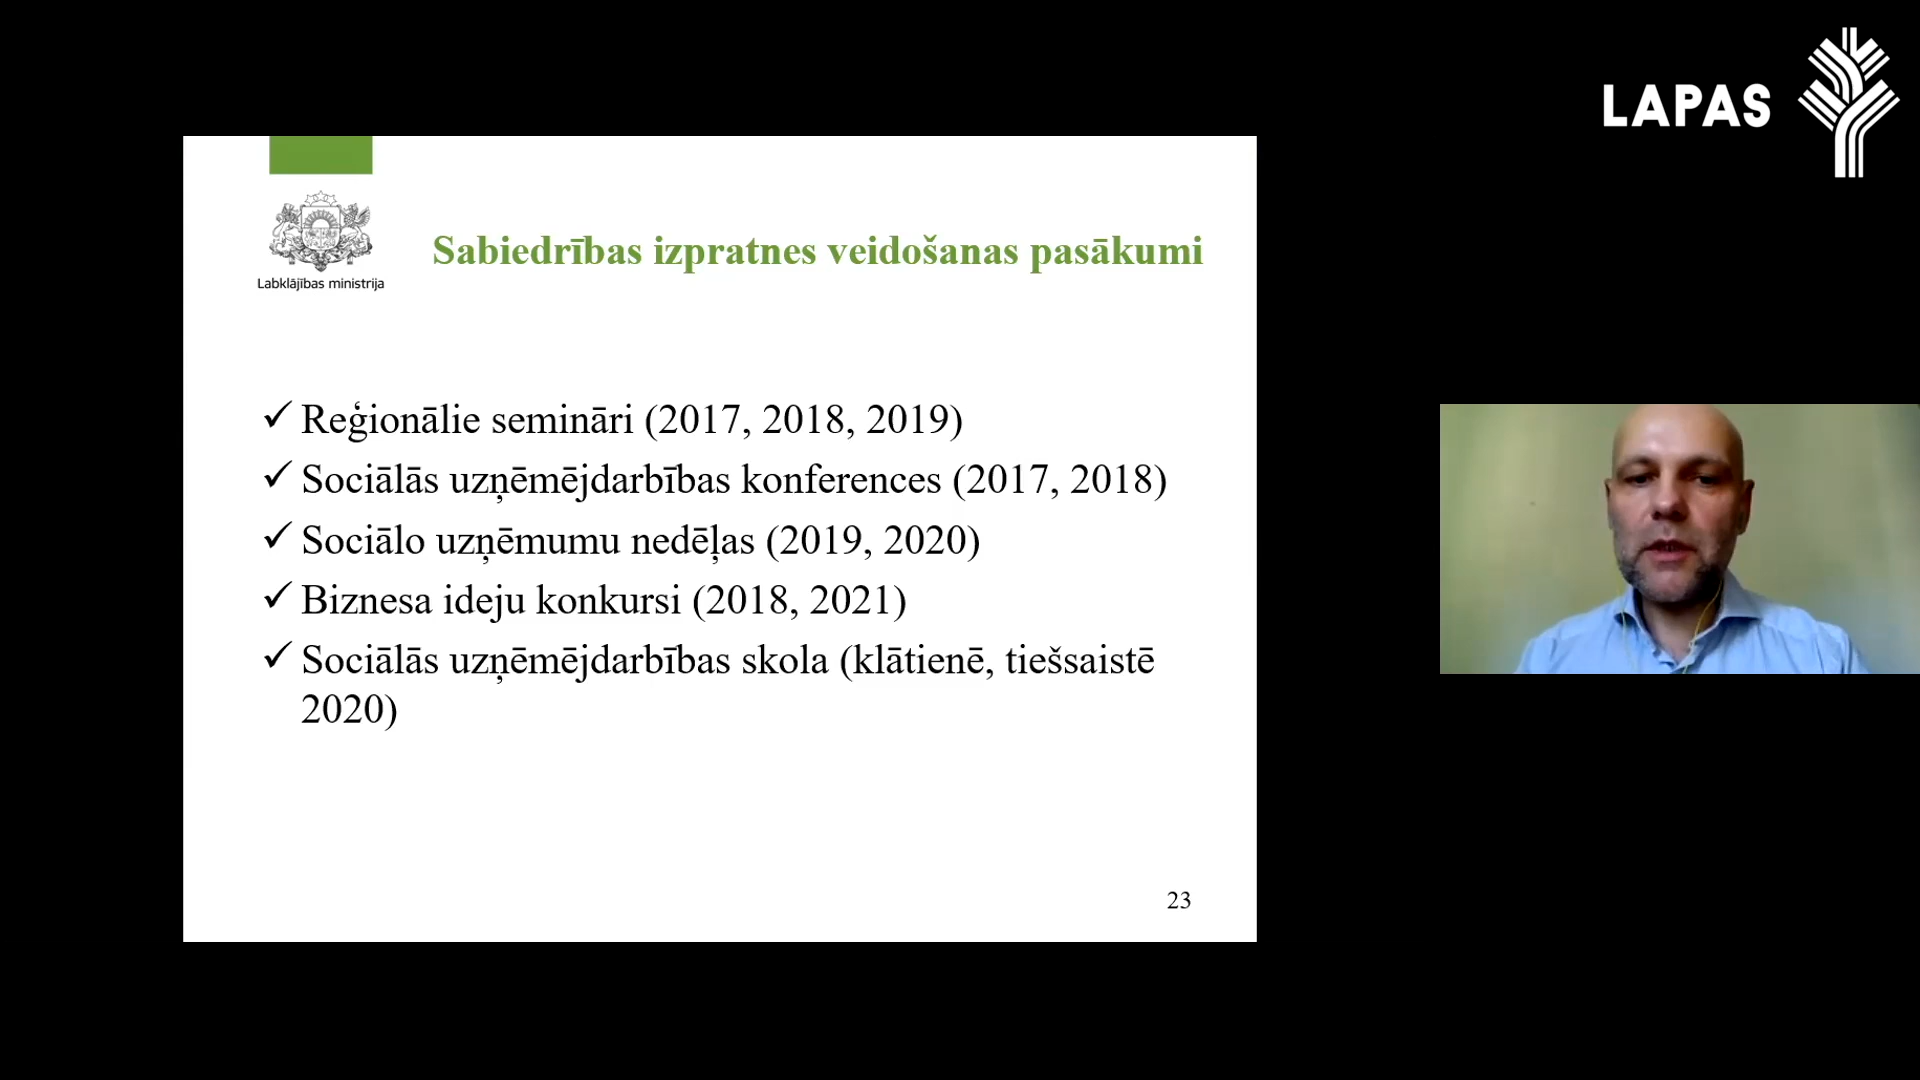 LAPAS
Labklājības ministrija
Sabiedrības izpratnes veidošanas pasākumi
✓ Reģionālie semināri (2017, 2018, 2019)
✓ Sociālās uzņēmējdarbības konferences (2017, 2018)
✓ Sociālo uzņēmumu nedēļas (2019, 2020)
✓ Biznesa ideju konkursi (2018, 2021)
✓ Sociālās uzņēmējdarbības skola (klātienē, tiešsaistē
2020)
23